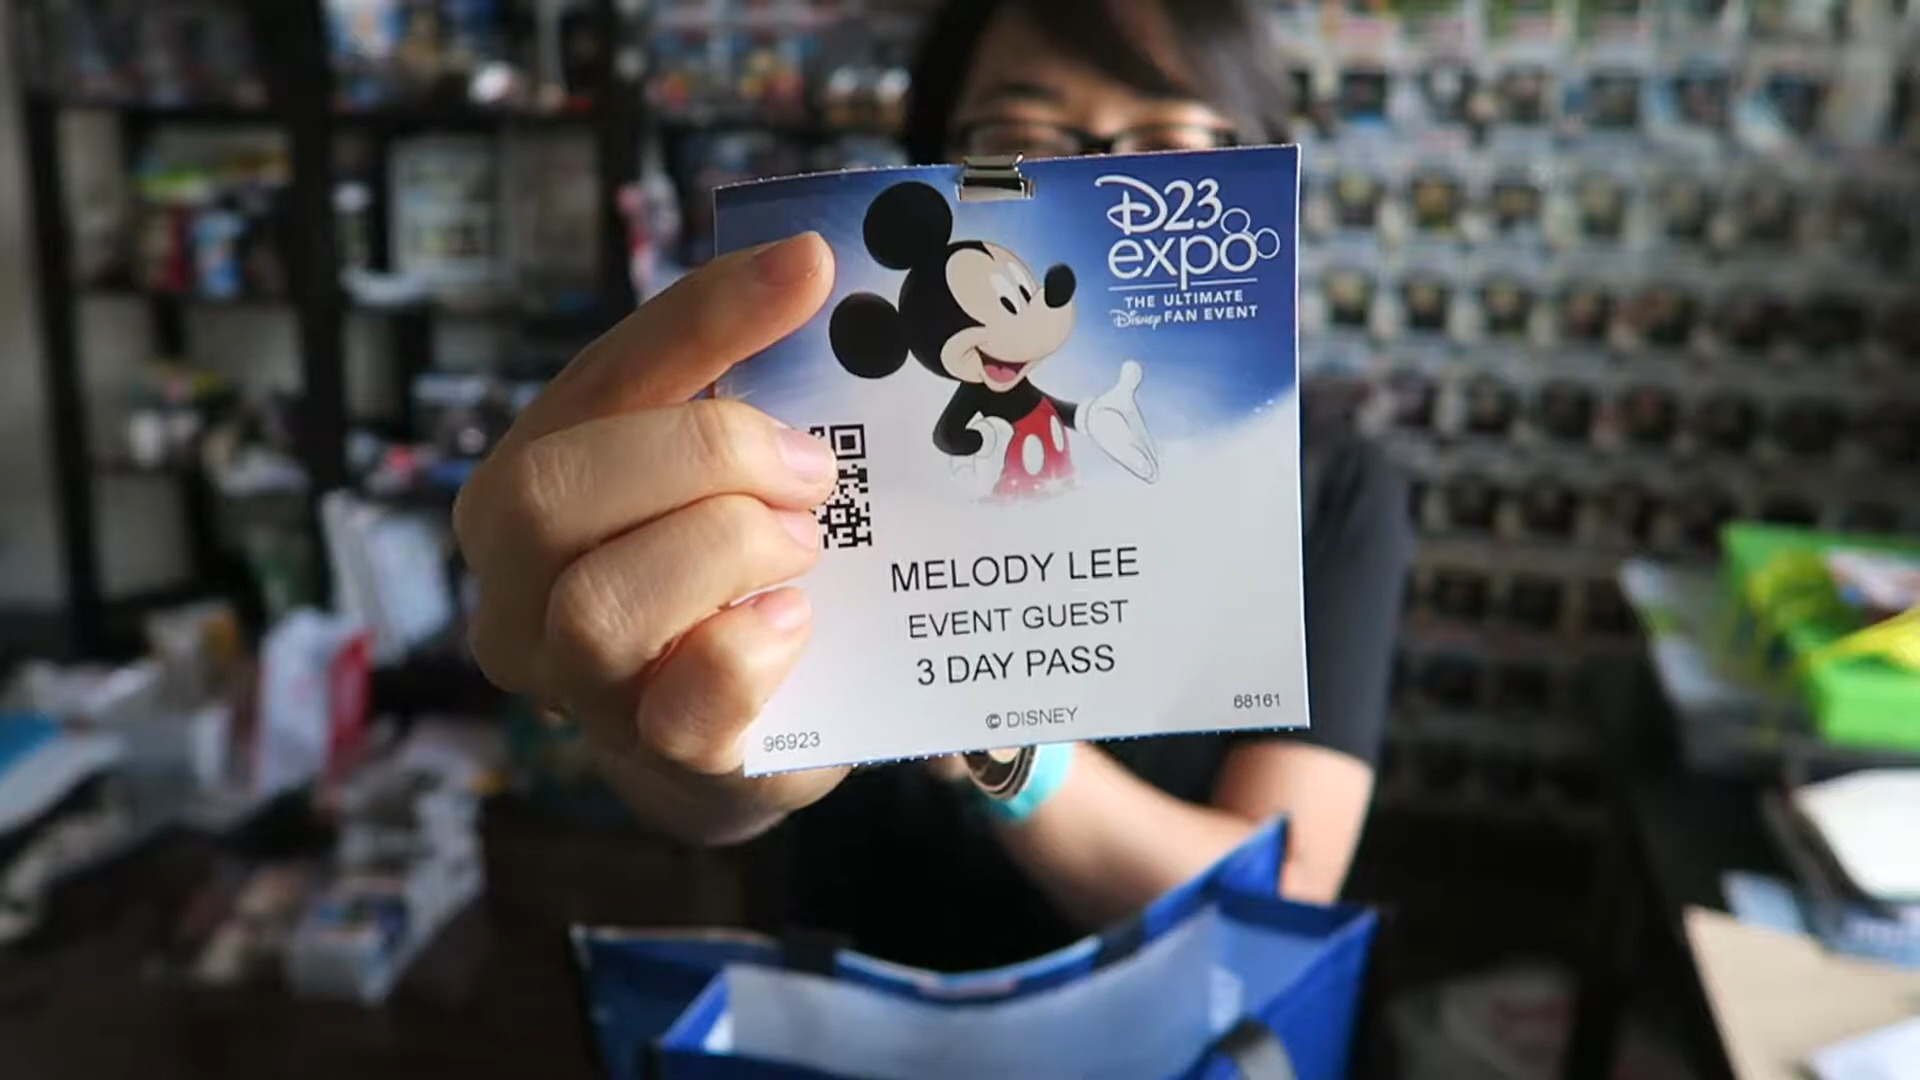 D23
expo
THE ULTIMATE
Disney FAN EVENT
MELODY LEE
EVENT GUEST
3 DAY PASS
© DISNEY
68161
96923